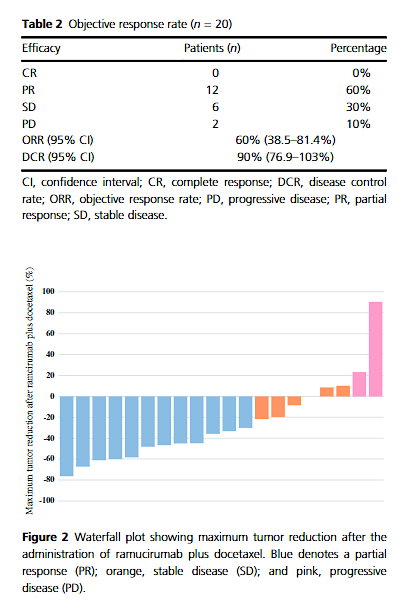 Table 2 Objective response rate (n = 20)
Efficacy Patients (n) Percentage
CR 0 0%
PR 12 60%
SD 6 30%
PD 2 10%
ORR (95% CI) 60% (38.5–81.4%)
DCR (95% CI) 90% (76.9–103%)
CI, confidence interval; CR, complete response; DCR, disease control
rate; ORR, objective response rate; PD, progressive disease; PR, partial
response; SD, stable disease.
Maximum tumor reduction after ramcirumab plus docetaxel (%)
100
80
60
40
20
0
-20
-40
-60
-80
-100
Figure 2 Waterfall plot showing maximum tumor reduction after the
administration of ramucirumab plus docetaxel. Blue denotes a partial
response (PR); orange, stable disease (SD); and pink, progressive
disease (PD).